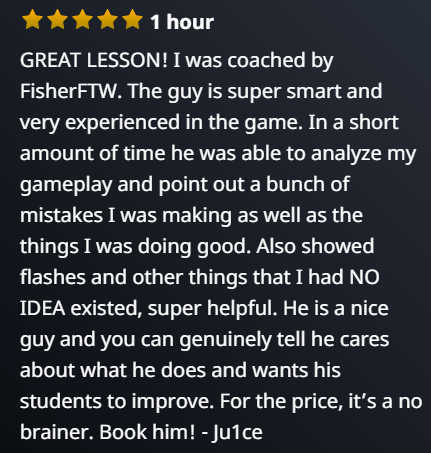 1 hour
GREAT LESSON! I was coached by
FisherFTW. The guy is super smart and
very experienced in the game. In a short
amount of time he was able to analyze my
gameplay and point out a bunch of
mistakes I was making as well as the
things I was doing good. Also showed
flashes and other things that I had NO
IDEA existed, super helpful. He is a nice
guy and you can genuinely tell he cares
about what he does and wants his
students to improve. For the price, it’s a no
brainer. Book him! - Ju1ce